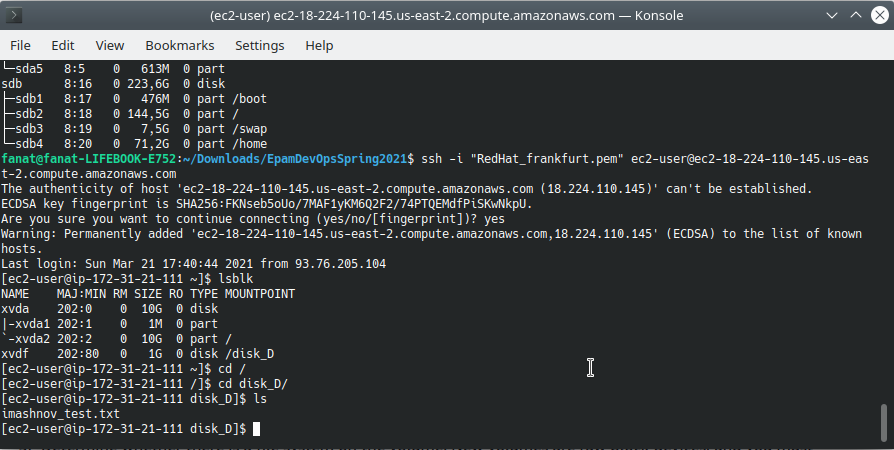 (ec2-user) ec2-18-224-110-145.us-east-2.compute.amazonaws.com — Konsole
File Edit View Bookmarks Settings Help
└─sda5   8:5    0   613M  0 part
sdb      8:16   0 223,6G  0 disk
├─sdb1   8:17   0   476M  0 part /boot
├─sdb2   8:18   0 144,5G  0 part /
├─sdb3   8:19   0   7,5G  0 part /swap
└─sdb4   8:20   0  71,2G  0 part /home
fanat@fanat-LIFEBOOK-E752:~/Downloads/EpamDevOpsSpring2021$ ssh -i "RedHat_frankfurt.pem" ec2-user@ec2-18-224-110-145.us-eas
t-2.compute.amazonaws.com
The authenticity of host 'ec2-18-224-110-145.us-east-2.compute.amazonaws.com (18.224.110.145)' can't be established.
ECDSA key fingerprint is SHA256:FKNseb5oUo/7MAF1yKM6Q2F2/74PTQEMdfPiSKwNkpU.
Are you sure you want to continue connecting (yes/no/[fingerprint])? yes
Warning: Permanently added 'ec2-18-224-110-145.us-east-2.compute.amazonaws.com,18.224.110.145' (ECDSA) to the list of known
hosts.
Last login: Sun Mar 21 17:40:44 2021 from 93.76.205.104
[ec2-user@ip-172-31-21-111 ~]$ lsblk
NAME    MAJ:MIN RM SIZE RO TYPE MOUNTPOINT
xvda    202:0    0  10G  0 disk
|-xvda1 202:1    0   1M  0 part
`-xvda2 202:2    0  10G  0 part /
xvdf    202:80   0   1G  0 disk /disk_D
[ec2-user@ip-172-31-21-111 ~]$ cd /
[ec2-user@ip-172-31-21-111 /]$ cd disk_D/
[ec2-user@ip-172-31-21-111 disk_D]$ ls
imashnov_test.txt
[ec2-user@ip-172-31-21-111 disk_D]$